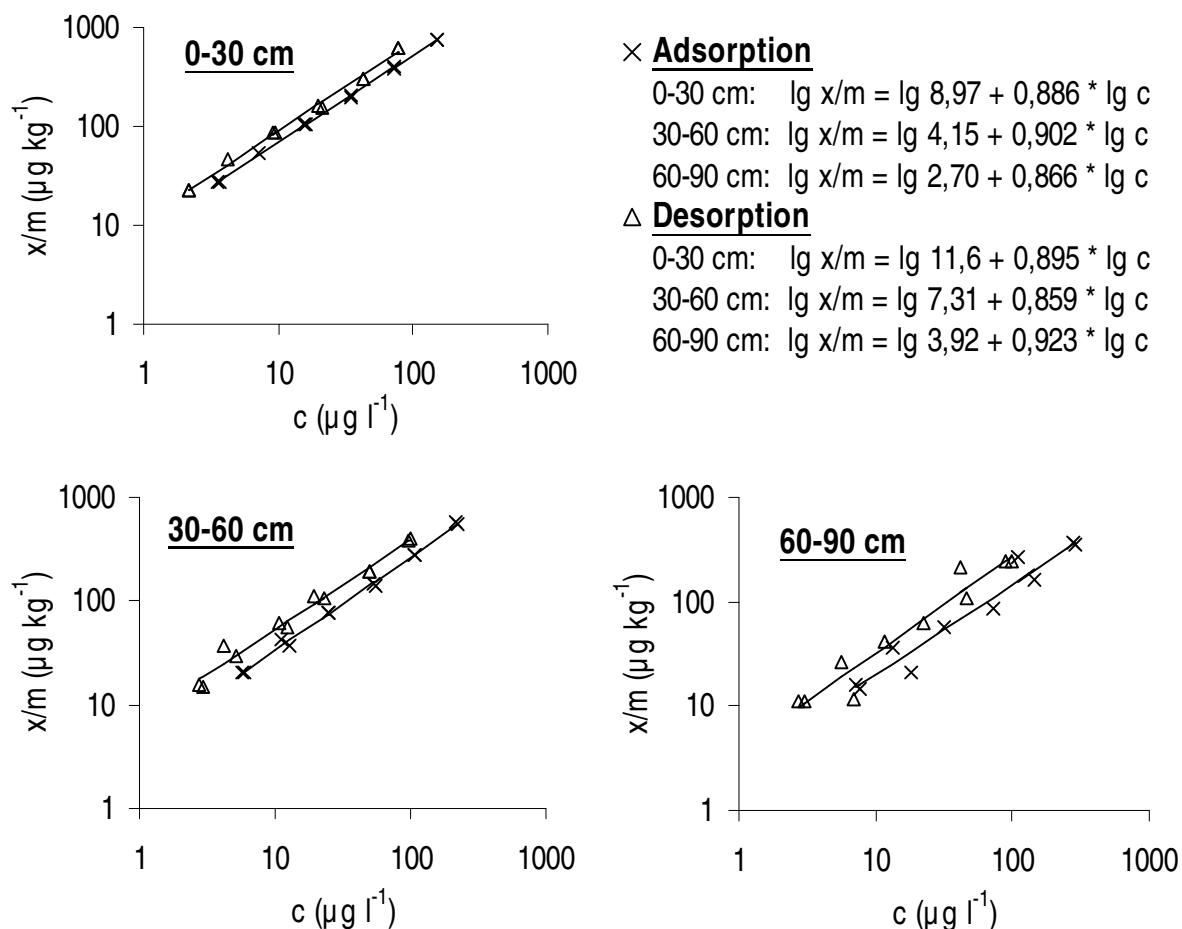 1000
100
10
1
x/m (µg kg⁻¹)
0-30 cm
1 10 100 1000
c (µg l⁻¹)
× Adsorption
0-30 cm: lg x/m = lg 8,97 + 0,886 * lg c
30-60 cm: lg x/m = lg 4,15 + 0,902 * lg c
60-90 cm: lg x/m = lg 2,70 + 0,866 * lg c
△ Desorption
0-30 cm: lg x/m = lg 11,6 + 0,895 * lg c
30-60 cm: lg x/m = lg 7,31 + 0,859 * lg c
60-90 cm: lg x/m = lg 3,92 + 0,923 * lg c
1000
100
10
1
x/m (µg kg⁻¹)
30-60 cm
1 10 100 1000
c (µg l⁻¹)
1000
100
10
1
x/m (µg kg⁻¹)
60-90 cm
1 10 100 1000
c (µg l⁻¹)